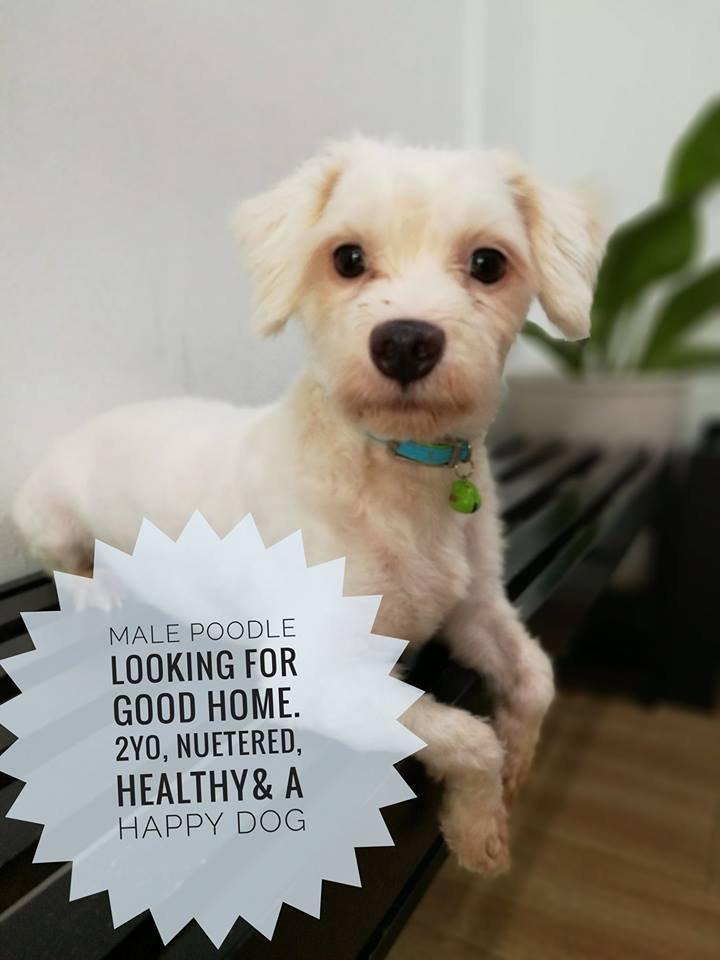 MALE POODLE
LOOKING FOR
GOOD HOME.
2YO, NUETERED,
HEALTHY& A
HAPPY DOG